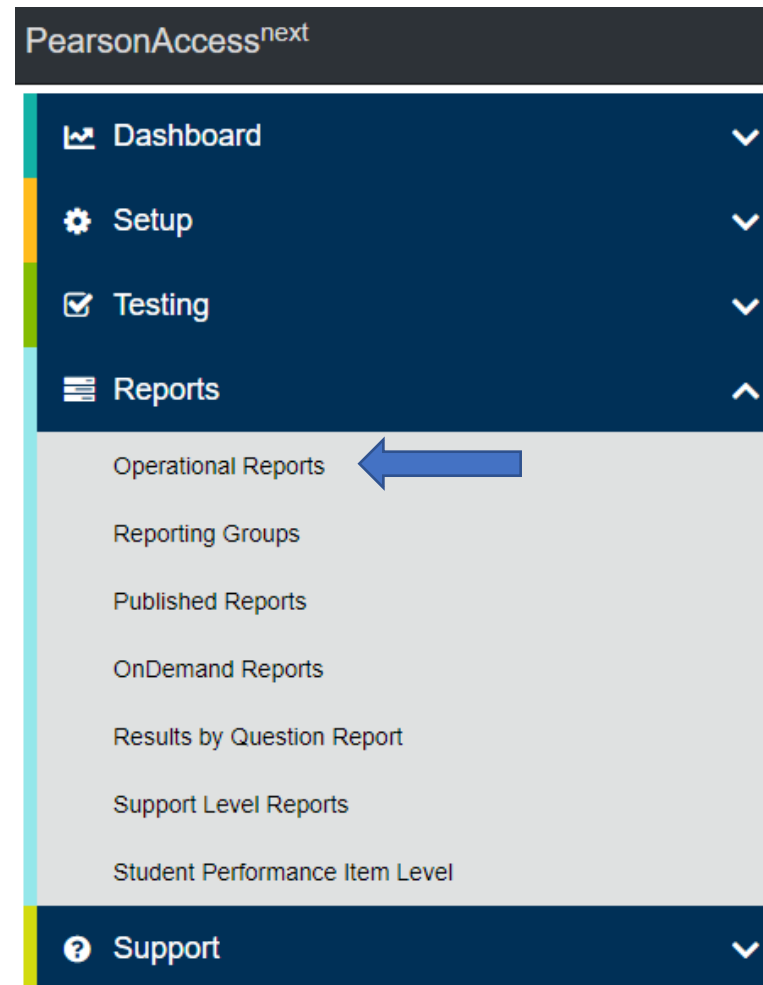 PearsonAccessnext
Dashboard
Setup
Testing
Reports
Operational Reports
Reporting Groups
Published Reports
OnDemand Reports
Results by Question Report
Support Level Reports
Student Performance Item Level
Support